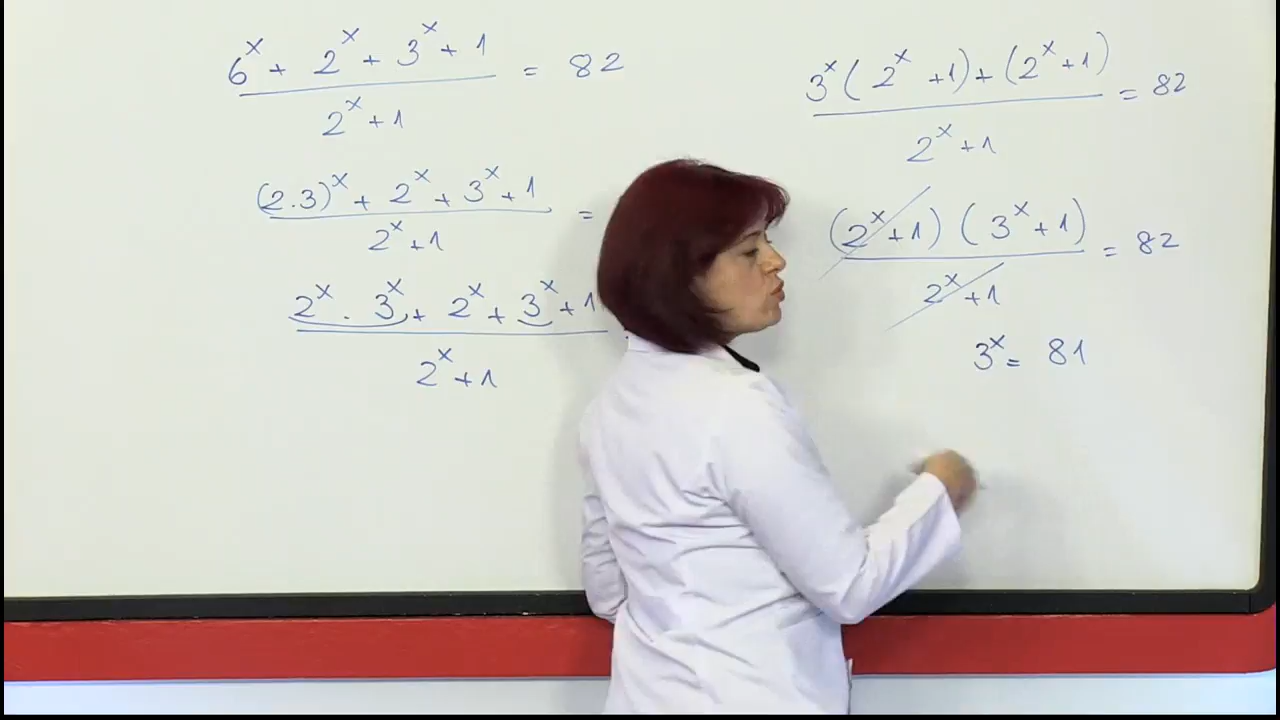 6^x + 2^x + 3^x + 1
2^x + 1
= 82
(2.3)^x + 2^x + 3^x + 1
2^x + 1
=
2^x . 3^x + 2^x + 3^x + 1
2^x + 1
3^x (2^x + 1) + (2^x + 1)
2^x + 1
= 82
(2^x + 1) (3^x + 1)
2^x + 1
= 82
3^x = 81